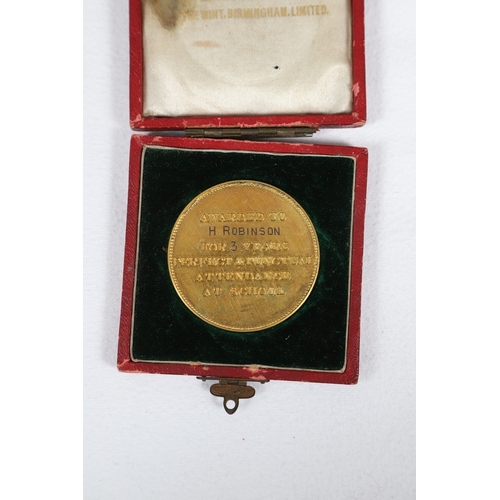 MINT, BIRMINGHAM, LIMITED.
AWARDED TO
H ROBINSON
FOR 3 YEARS
PERFECT & PUNCTUAL
ATTENDANCE
AT SCHOOL